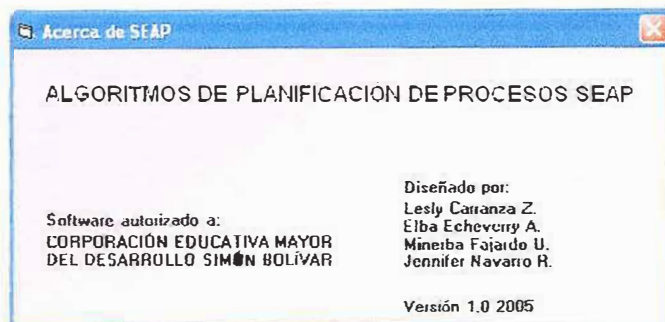 Acerca de SEAP
ALGORITMOS DE PLANIFICACIÓN DE PROCESOS SEAP
Software autorizado a:
CORPORACIÓN EDUCATIVA MAYOR
DEL DESARROLLO SIMÓN BOLÍVAR
Diseñado por:
Lesly Carranza Z.
Elba Echeverry A.
Minerba Fajardo U.
Jennifer Navarro R.
Versión 1.0 2005